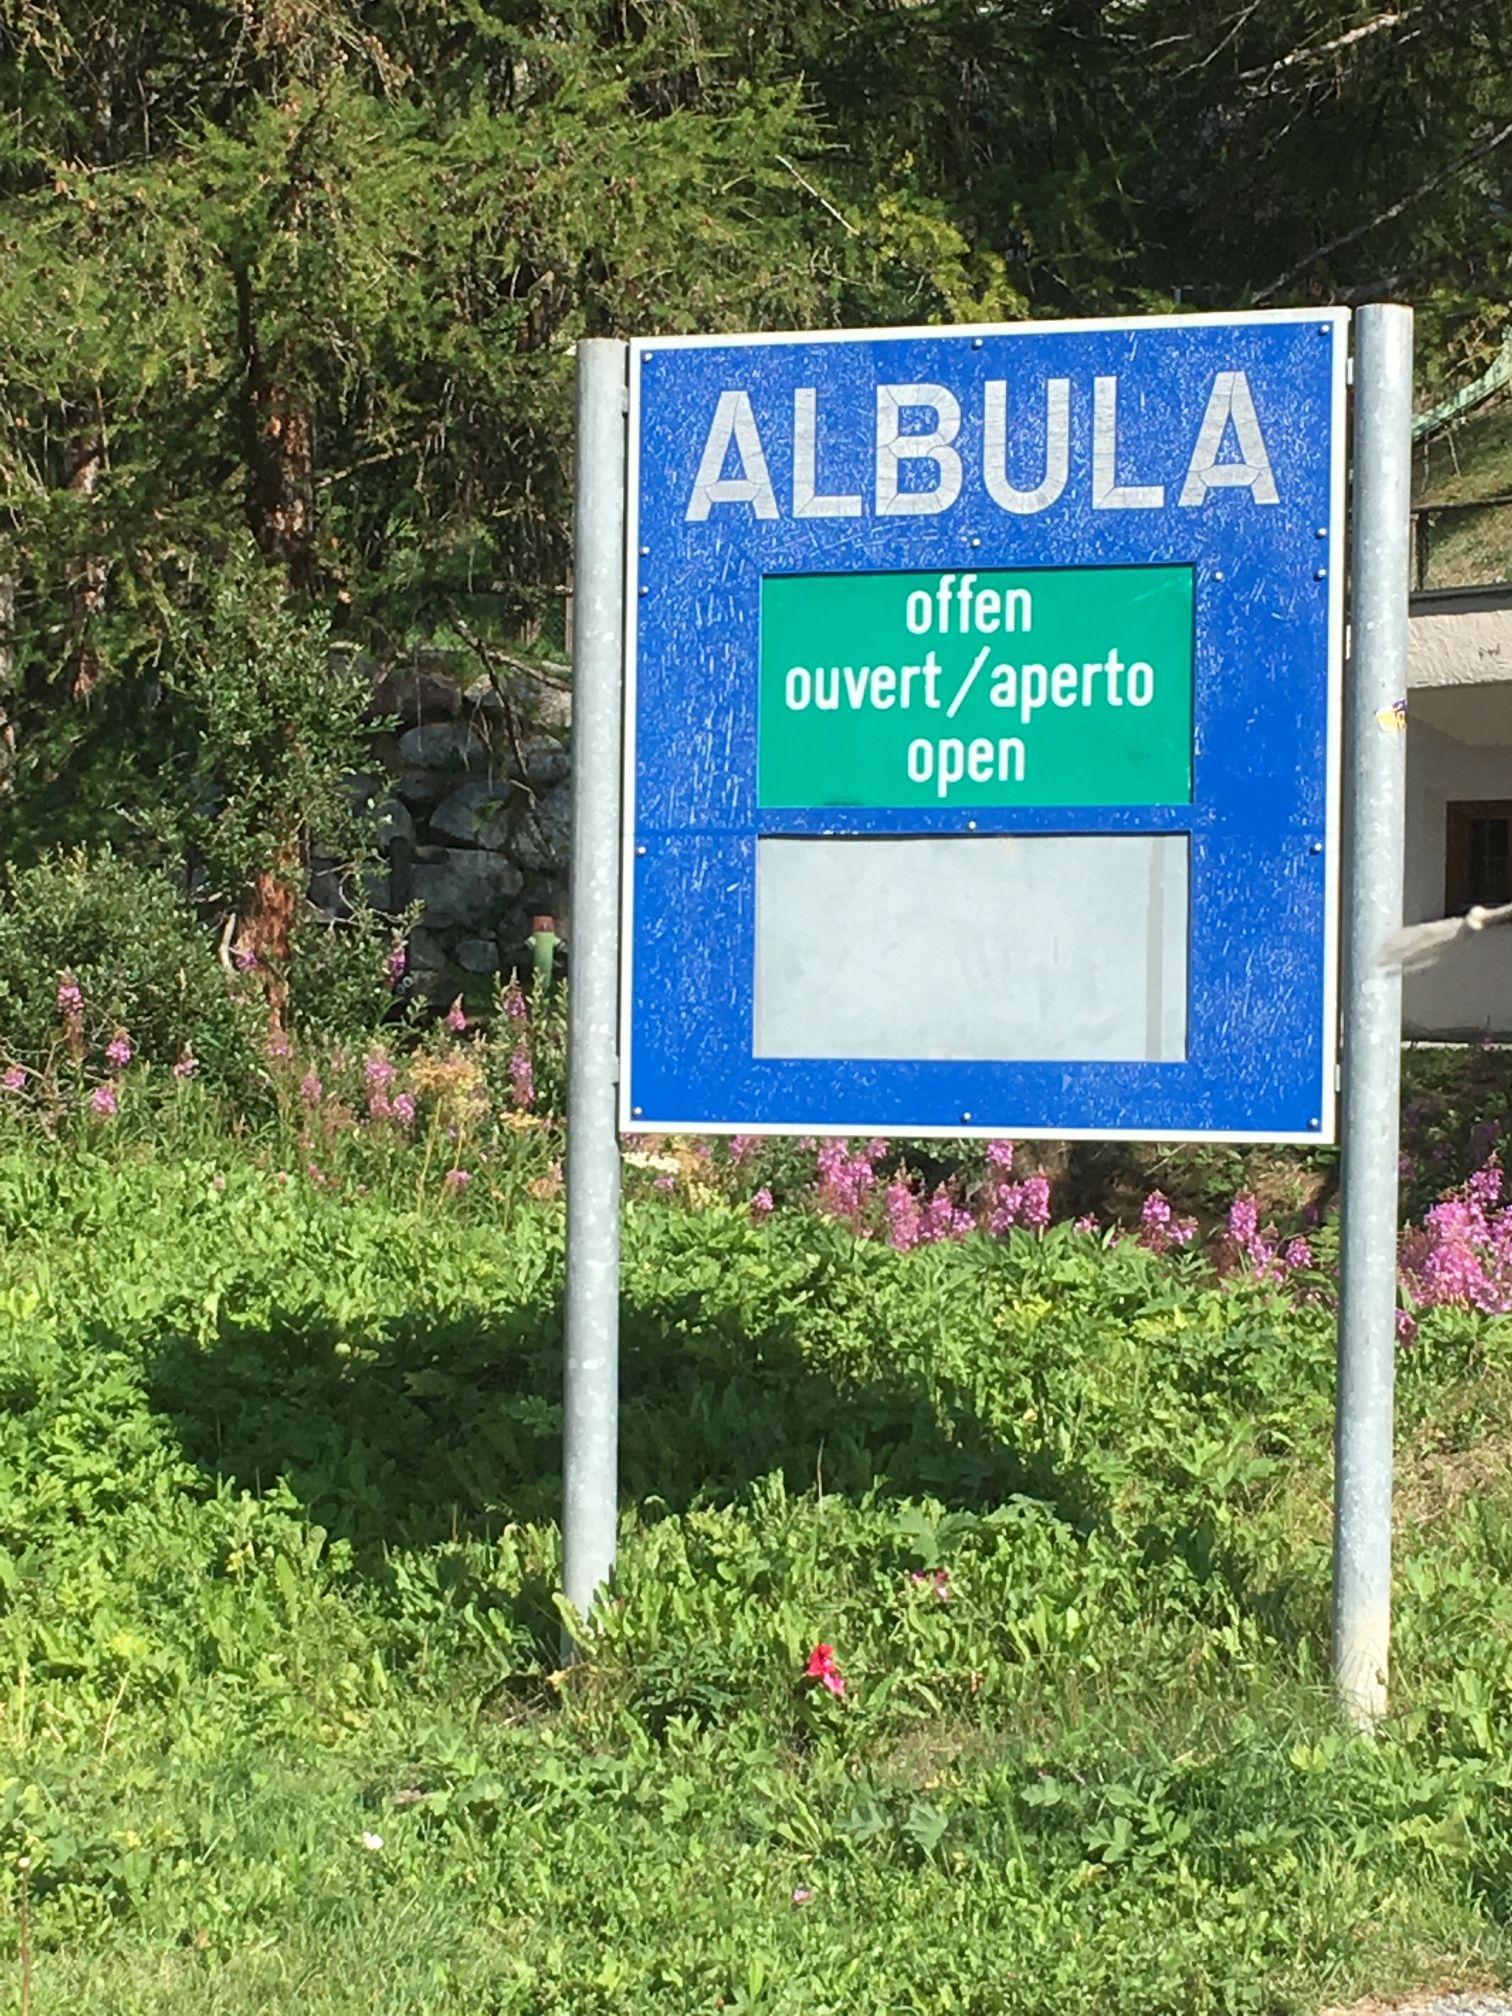 ALBULA
offen
ouvert/aperto
open